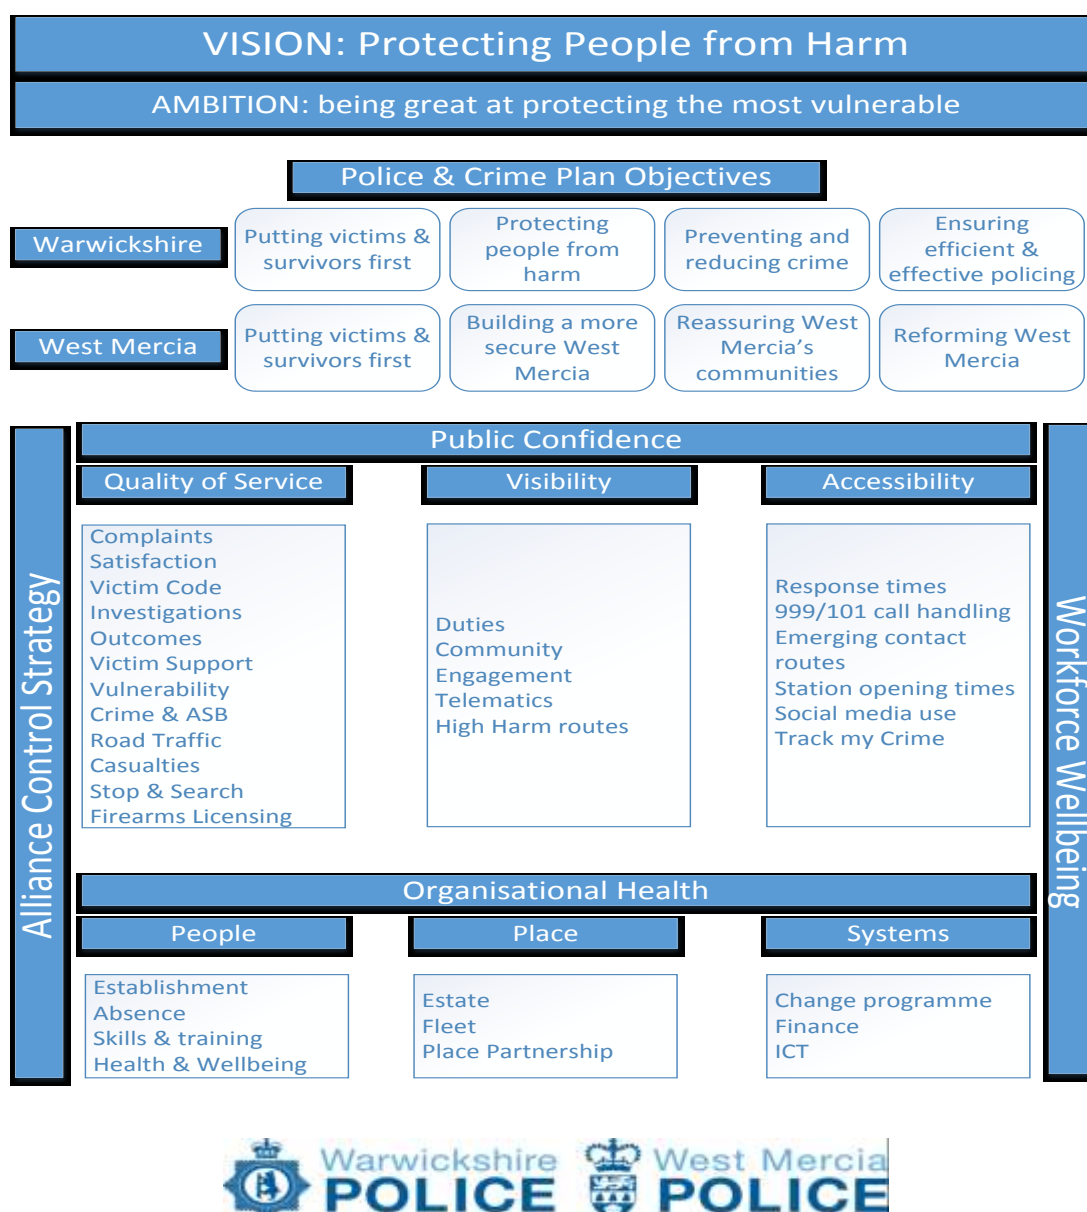 VISION: Protecting People from Harm
AMBITION: being great at protecting the most vulnerable
Police & Crime Plan Objectives
Warwickshire
Putting victims &
survivors first
Protecting
people from
harm
Preventing and
reducing crime
Ensuring
efficient &
effective policing
West Mercia
Putting victims &
survivors first
Building a more
secure West
Mercia
Reassuring West
Mercia’s
communities
Reforming West
Mercia
Alliance Control Strategy
Public Confidence
Quality of Service
Complaints
Satisfaction
Victim Code
Investigations
Outcomes
Victim Support
Vulnerability
Crime & ASB
Road Traffic
Casualties
Stop & Search
Firearms Licensing
Visibility
Duties
Community
Engagement
Telematics
High Harm routes
Accessibility
Response times
999/101 call handling
Emerging contact
routes
Station opening times
Social media use
Track my Crime
Organisational Health
People
Establishment
Absence
Skills & training
Health & Wellbeing
Place
Estate
Fleet
Place Partnership
Systems
Change programme
Finance
ICT
Workforce Wellbeing
Warwickshire
POLICE
West Mercia
POLICE